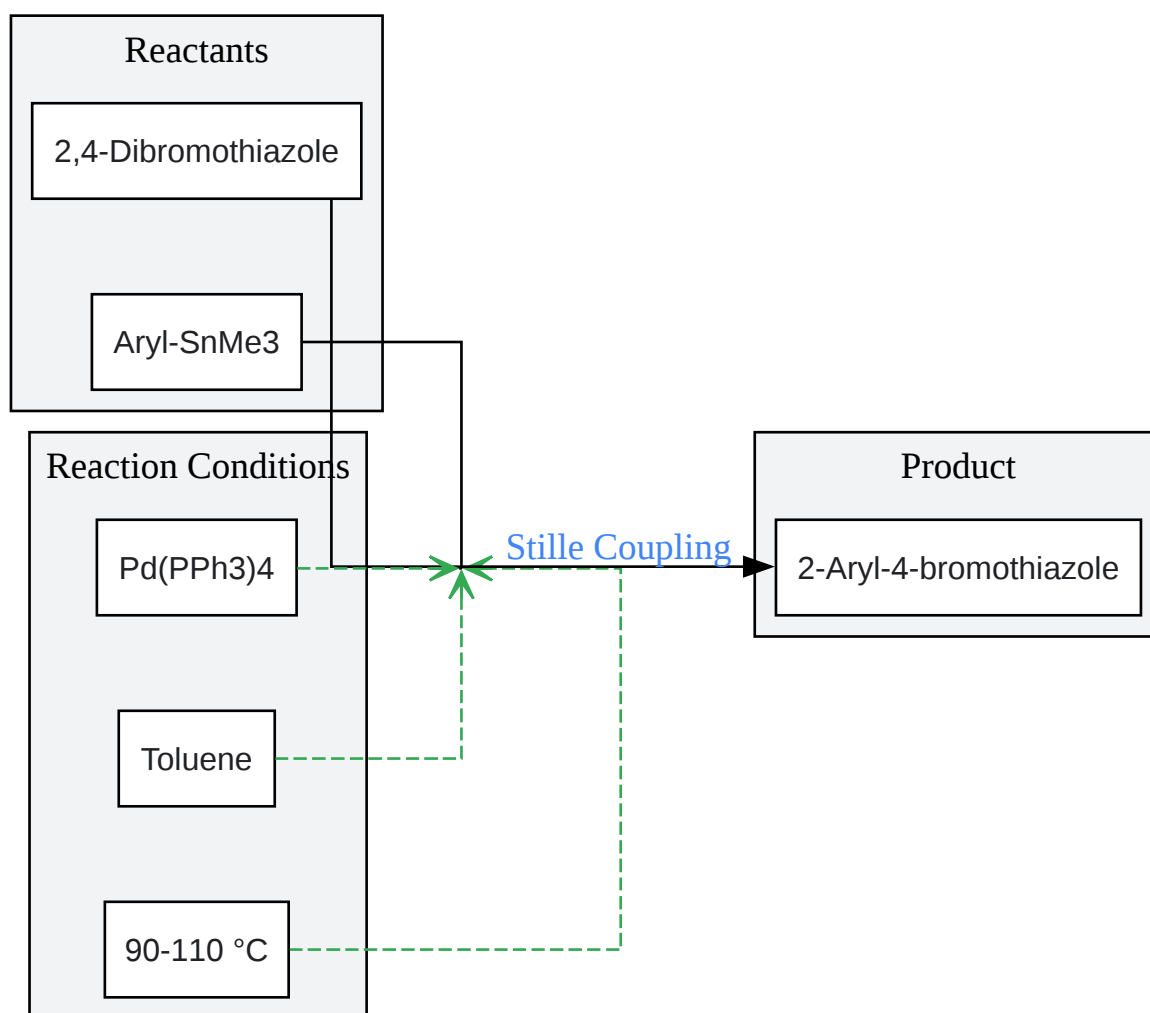 Reactants
2,4-Dibromothiazole
Aryl-SnMe3
Reaction Conditions
Pd(PPh3)4
Toluene
90-110 °C
Stille Coupling
Product
2-Aryl-4-bromothiazole